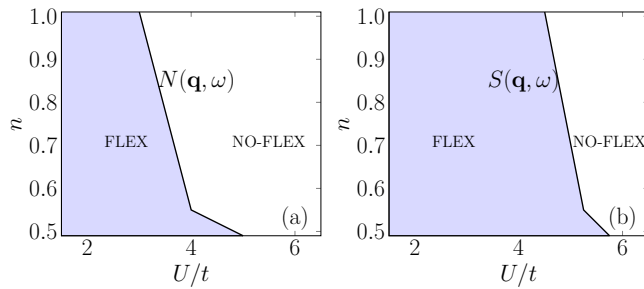 1.0
0.9
0.8
0.7
0.6
0.5
n
2
4
6
U/t
N(q, ω)
FLEX
NO-FLEX
(a)
1.0
0.9
0.8
0.7
0.6
0.5
n
2
4
6
U/t
S(q, ω)
FLEX
NO-FLEX
(b)